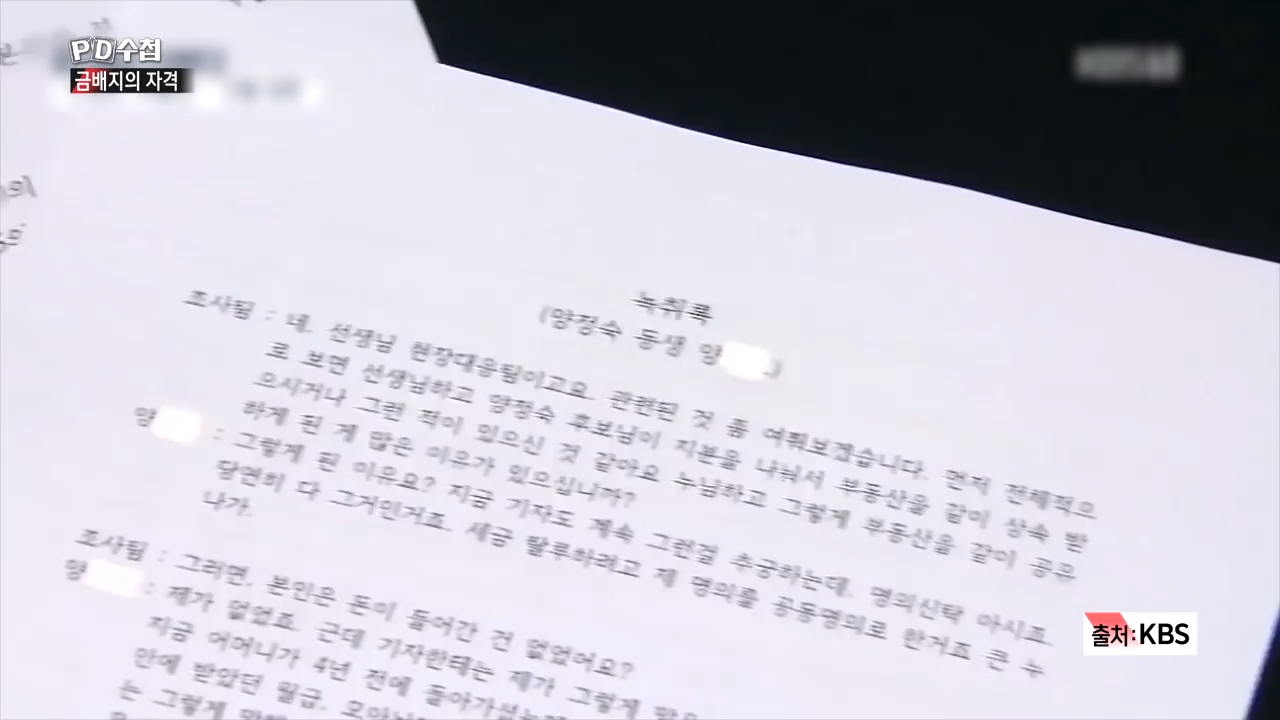 PD수첩
금배지의 자격
녹취록
(양정숙 동생 양
조사팀 : 네. 선생님 현장대응팀이고요. 관련된 것 좀 여쭤보겠습니다. 먼저 전체적으
로 보면 선생님하고 양정숙 후보님이 지분을 나눠서 부동산을 같이 상속 받
으시거나 그런 적이 있으신 것 같아요 누님하고 그렇게 부동산을 같이 공유
하게 된 게 많은 이유가 있으십니까?
양 : 그렇게 된 이유요? 지금 기자도 계속 그런걸 추궁하는데. 명의신탁 아시죠.
당연히 다 그거인거죠. 세금 탈루하려고 제 명의를 공동명의로 한거죠 큰 누
나가.
조사팀 : 그러면. 본인은 돈이 들어간 건 없었어요?
양 : 제가 없었죠. 근데 기자한테는 제가 그렇게
지금 어머니가 4년 전에 돌아가셨는데
안에 받았던 월급.
는 그렇게
출처:KBS